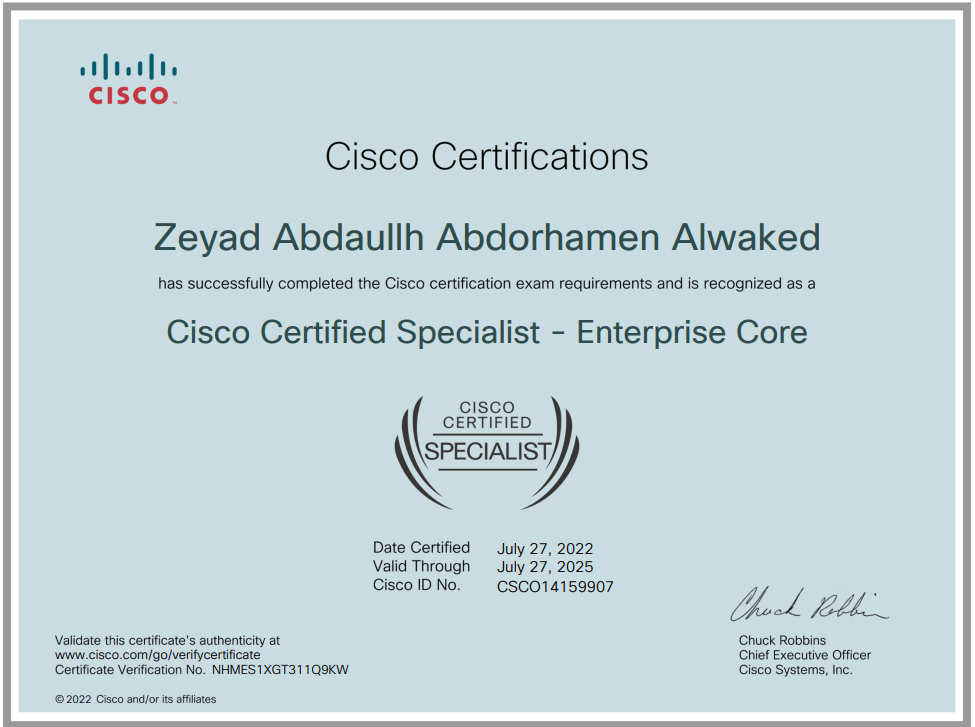 CISCO™
Cisco Certifications
Zeyad Abdaullh Abdorhamen Alwaked
has successfully completed the Cisco certification exam requirements and is recognized as a
Cisco Certified Specialist - Enterprise Core
CISCO
CERTIFIED
SPECIALIST
Date Certified July 27, 2022
Valid Through July 27, 2025
Cisco ID No. CSCO14159907
Chuck Robbin
Validate this certificate's authenticity at
www.cisco.com/go/verifycertificate
Certificate Verification No. NHMES1XGT311Q9KW
Chuck Robbins
Chief Executive Officer
Cisco Systems, Inc.
© 2022 Cisco and/or its affiliates